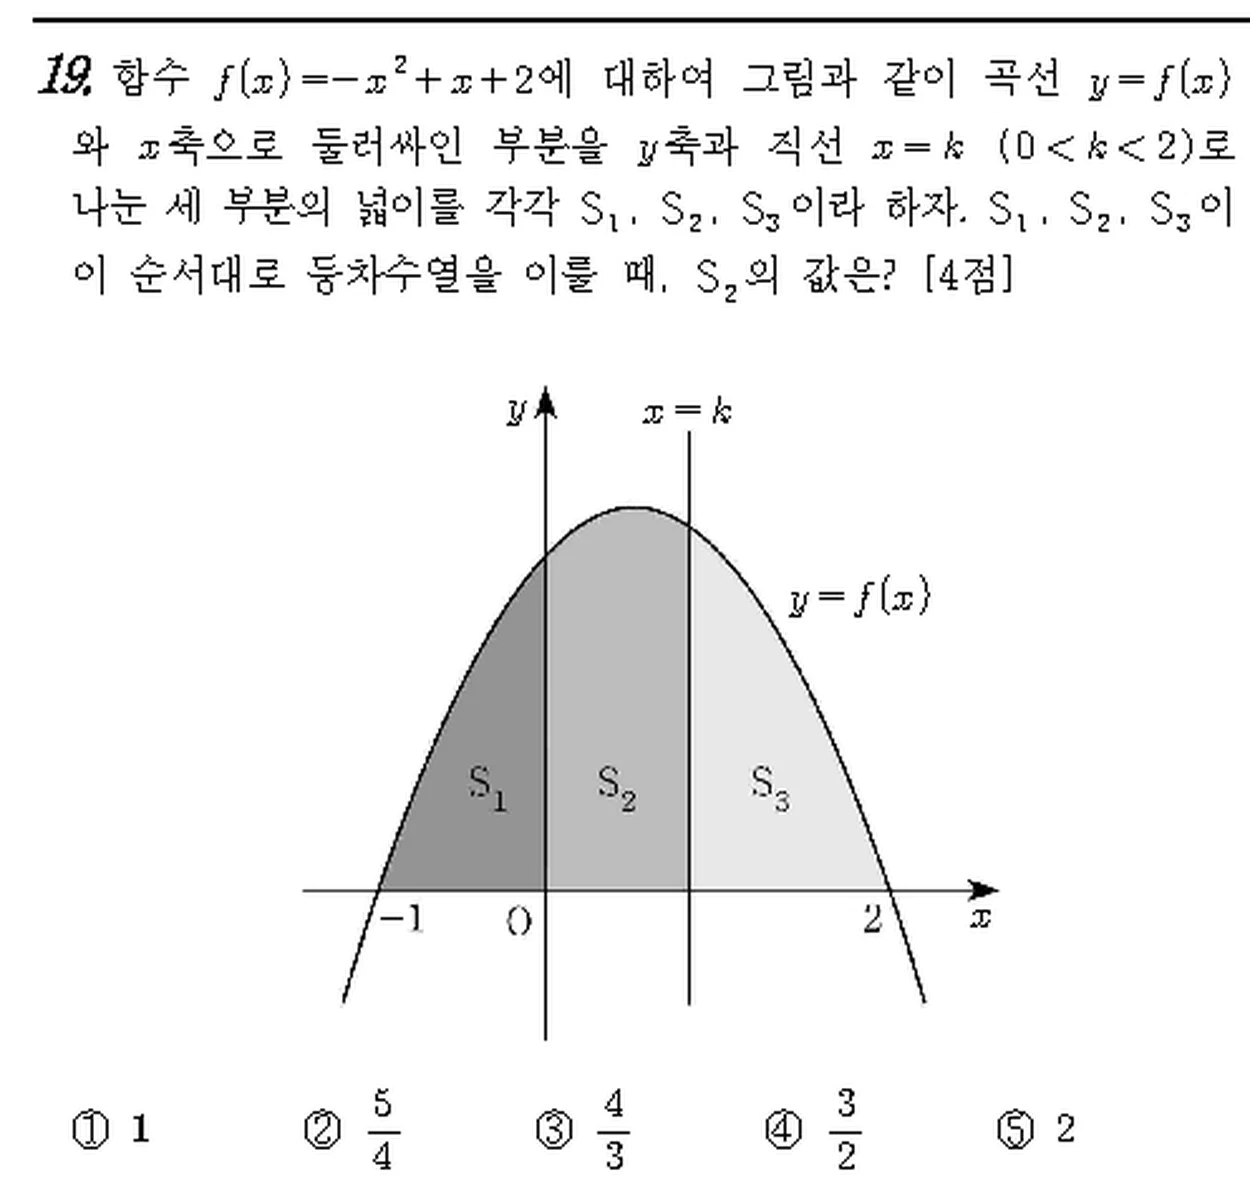 19. 함수 f(x)=-x²+x+2에 대하여 그림과 같이 곡선 y=f(x)
와 x축으로 둘러싸인 부분을 y축과 직선 x=k (0<k<2)로
나눈 세 부분의 넓이를 각각 S₁, S₂, S₃이라 하자. S₁, S₂, S₃이
이 순서대로 등차수열을 이룰 때, S₂의 값은? [4점]
y
x=k
y=f(x)
S₁ S₂ S₃
-1 O 2 x
① 1 ② 5/4 ③ 4/3 ④ 3/2 ⑤ 2